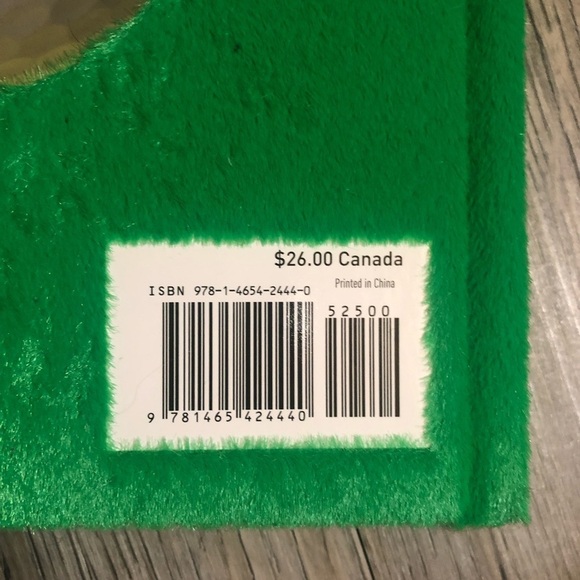 $26.00 Canada
Printed in China
ISBN 978-1-4654-2444-0
52500
9 781465 424440